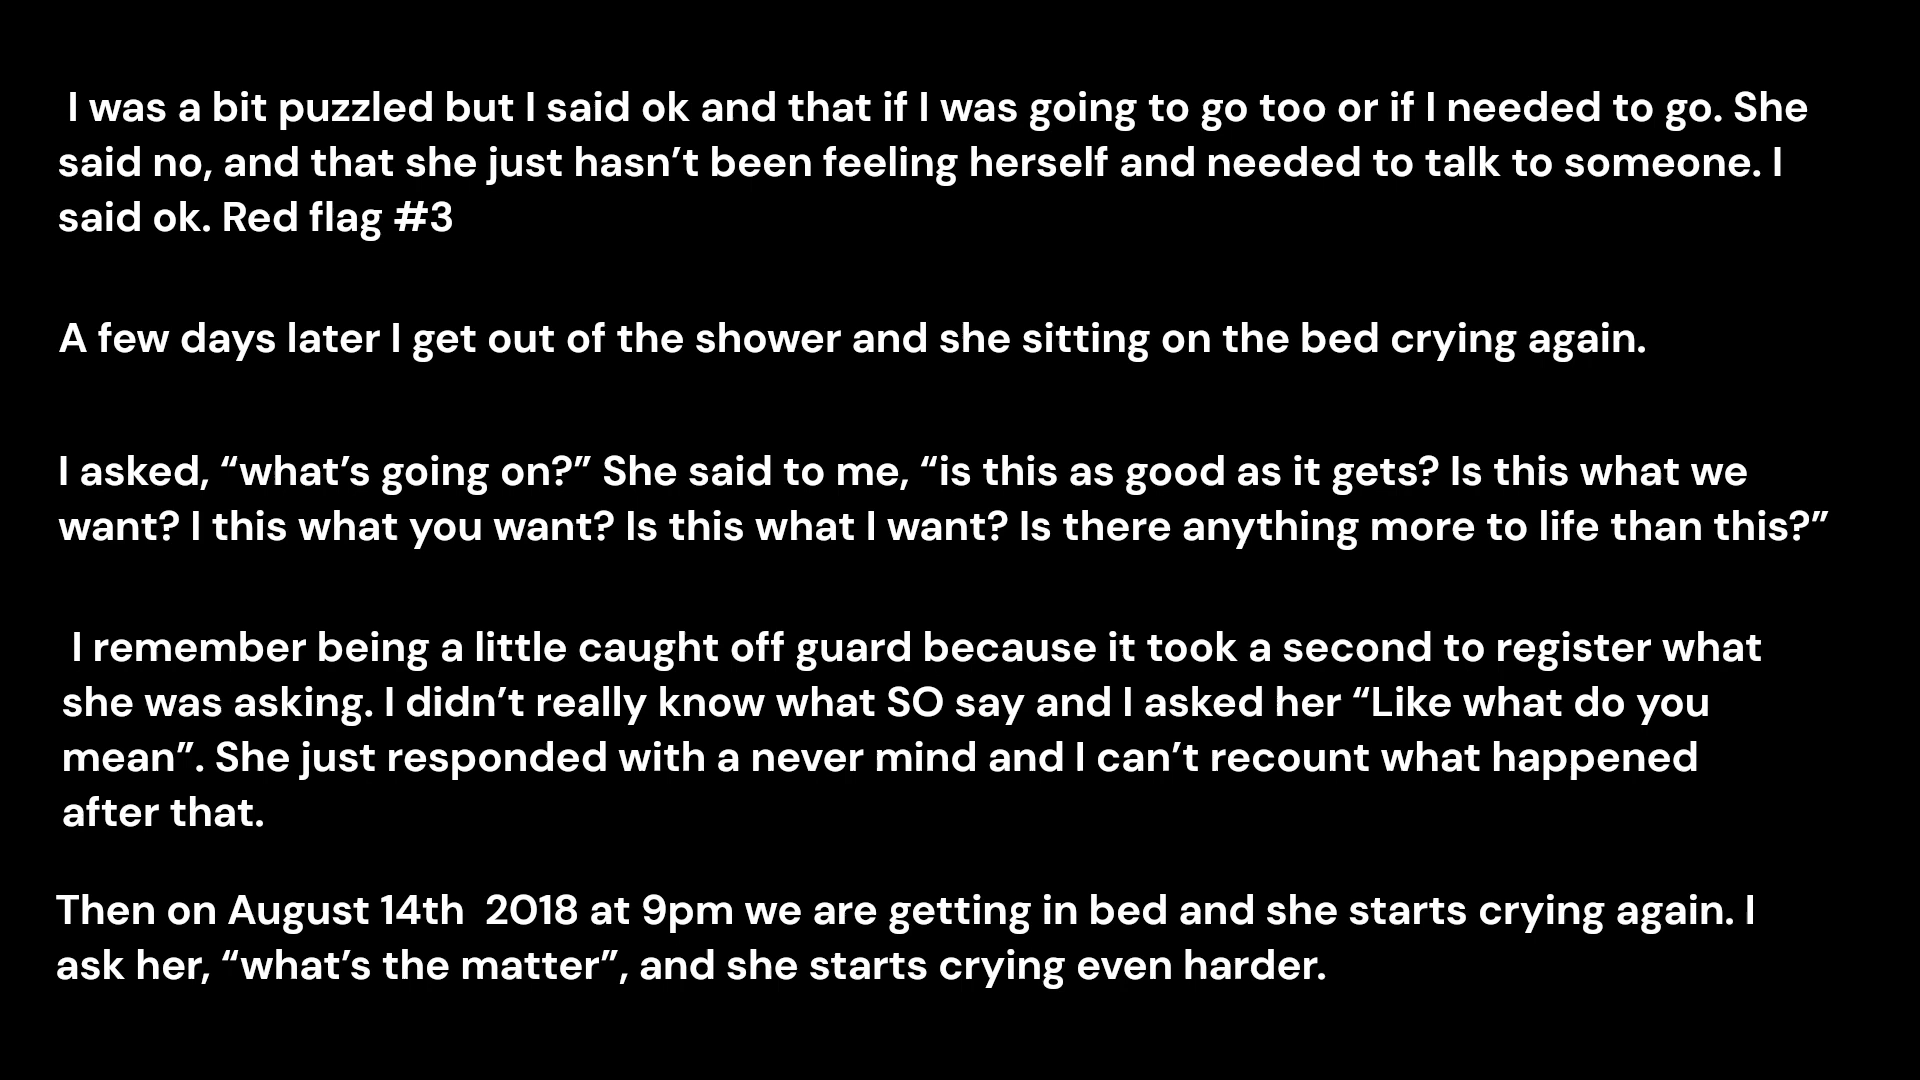 I was a bit puzzled but I said ok and that if I was going to go too or if I needed to go. She
said no, and that she just hasn’t been feeling herself and needed to talk to someone. I
said ok. Red flag #3
A few days later I get out of the shower and she sitting on the bed crying again.
I asked, “what’s going on?” She said to me, “is this as good as it gets? Is this what we
want? I this what you want? Is this what I want? Is there anything more to life than this?”
I remember being a little caught off guard because it took a second to register what
she was asking. I didn’t really know what SO say and I asked her “Like what do you
mean”. She just responded with a never mind and I can’t recount what happened
after that.
Then on August 14th  2018 at 9pm we are getting in bed and she starts crying again. I
ask her, “what’s the matter”, and she starts crying even harder.